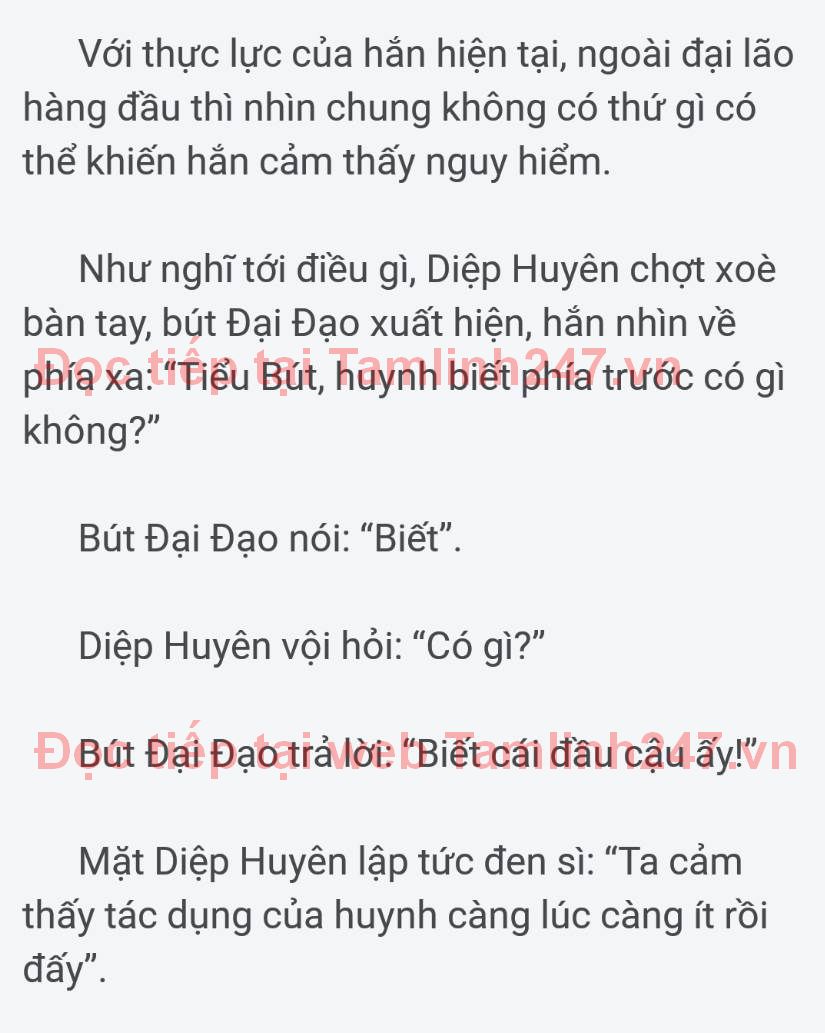 Với thực lực của hắn hiện tại, ngoài đại lão
hàng đầu thì nhìn chung không có thứ gì có
thể khiến hắn cảm thấy nguy hiểm.
Như nghĩ tới điều gì, Diệp Huyên chợt xoè
bàn tay, bút Đại Đạo xuất hiện, hắn nhìn về
Đọc tiếp tại Tamlinh247.vn
phía xa: “Tiểu Bút, huynh biết phía trước có gì
không?”
Bút Đại Đạo nói: “Biết”.
Diệp Huyên vội hỏi: “Có gì?”
Đọc tiếp tại web Tamlinh247.vn
Bút Đại Đạo trả lời: “Biết cái đầu cậu ấy!”
Mặt Diệp Huyên lập tức đen sì: “Ta cảm
thấy tác dụng của huynh càng lúc càng ít rồi
đấy”.